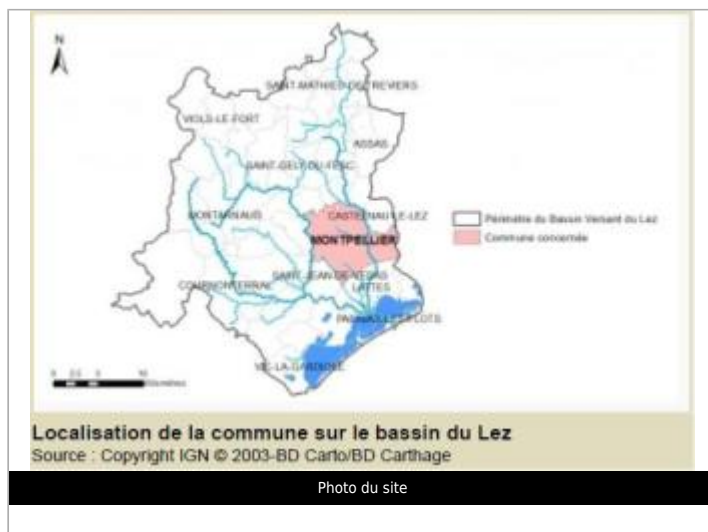 N
SAINT-MATHIEU-DE-TREVIERS
VIOLS-LE-FORT
ASSAS
SAINT-GELY-DU-FESC
MONTARNAUD
CASTELNAU-LE-LEZ
MONTPELLIER
Périmètre du Bassin Versant du Lez
Commune concernée
SAINT-JEAN-DE-VEDAS
COURNONTERRAL
LATTES
PALAVAS-LES-FLOTS
VIC-LA-GARDIOLE
Kilomètres
Localisation de la commune sur le bassin du Lez
Source : Copyright IGN © 2003-BD Carto/BD Carthage
Photo du site